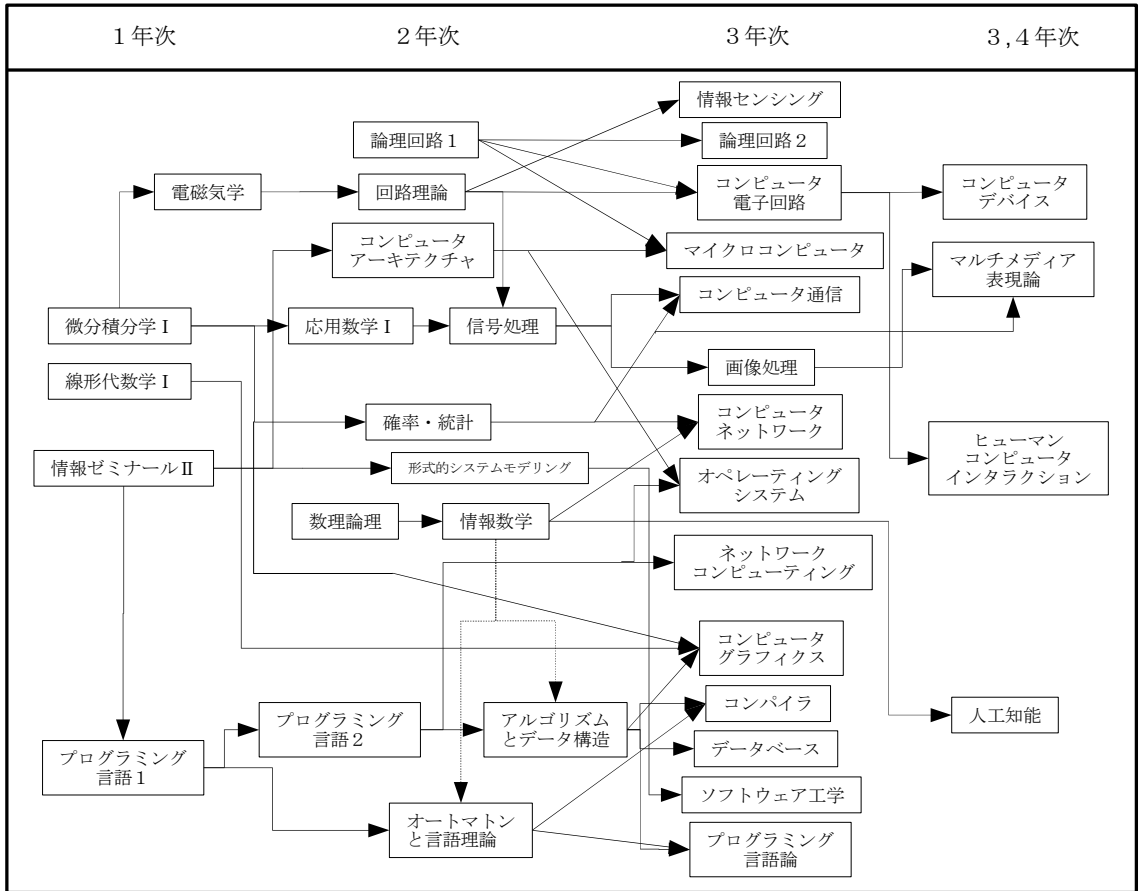 １年次
２年次
３年次
３,４年次
情報センシング
論理回路１
論理回路２
電磁気学
回路理論
コンピュータ
電子回路
コンピュータ
デバイス
コンピュータ
アーキテクチャ
マイクロコンピュータ
マルチメディア
表現論
コンピュータ通信
微分積分学Ⅰ
応用数学Ⅰ
信号処理
線形代数学Ⅰ
画像処理
確率・統計
コンピュータ
ネットワーク
情報ゼミナールⅡ
形式的システムモデリング
オペレーティング
システム
ヒューマン
コンピュータ
インタラクション
数理論理
情報数学
ネットワーク
コンピューティング
コンピュータ
グラフィクス
コンパイラ
人工知能
プログラミング
言語２
アルゴリズム
とデータ構造
データベース
プログラミング
言語１
ソフトウェア工学
オートマトン
と言語理論
プログラミング
言語論